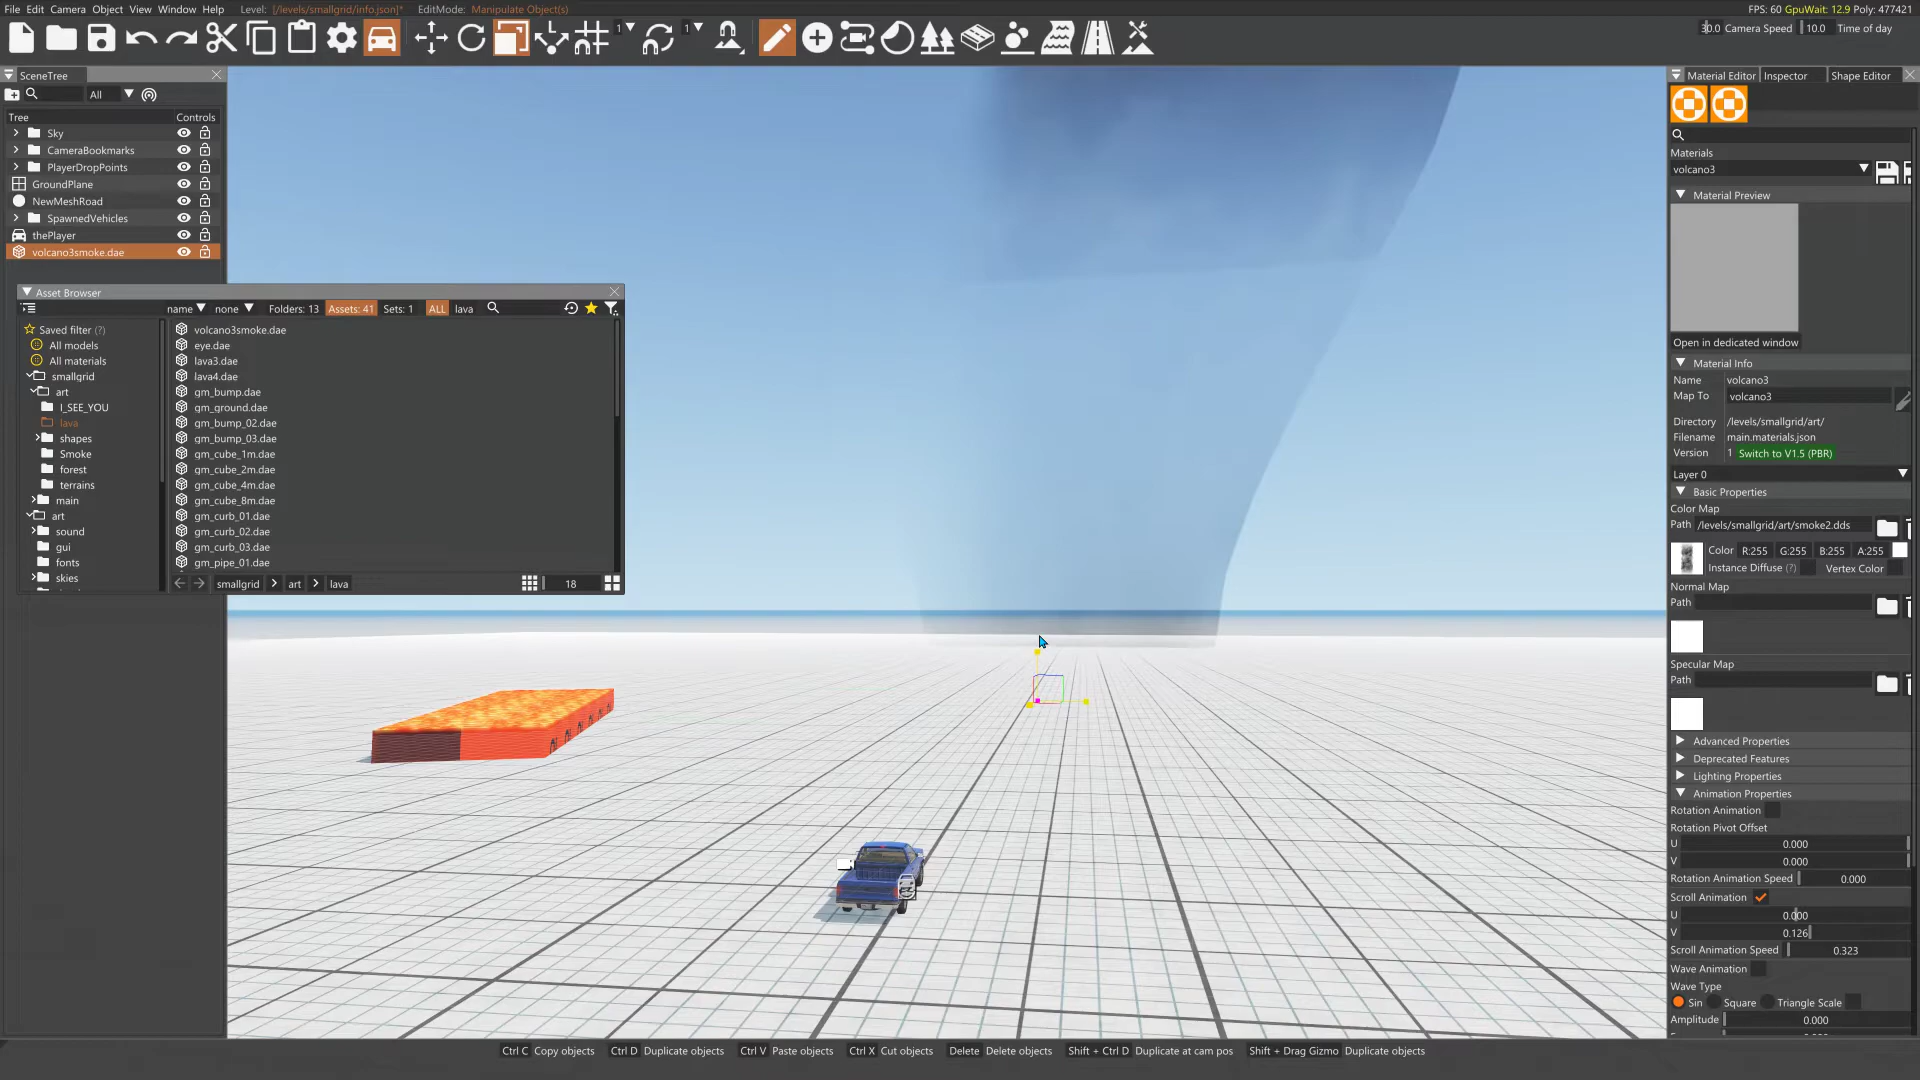 File Edit Camera Object View Window Help Level: [/levels/smallgrid/info.json]* EditMode: Manipulate Object(s)
FPS: 60 GpuWait: 12.9 Poly: 477421
30.0 Camera Speed 10.0 Time of day
1 1
SceneTree
All
Tree Controls
Sky
CameraBookmarks
PlayerDropPoints
GroundPlane
NewMeshRoad
SpawnedVehicles
thePlayer
volcano3smoke.dae
Asset Browser
name none Folders: 13 Assets: 41 Sets: 1 ALL lava
Saved filter (?)
All models
All materials
smallgrid
art
I_SEE_YOU
lava
shapes
Smoke
forest
terrains
main
art
sound
gui
fonts
skies
volcano3smoke.dae
eye.dae
lava3.dae
lava4.dae
gm_bump.dae
gm_ground.dae
gm_bump_02.dae
gm_bump_03.dae
gm_cube_1m.dae
gm_cube_2m.dae
gm_cube_4m.dae
gm_cube_8m.dae
gm_curb_01.dae
gm_curb_02.dae
gm_curb_03.dae
gm_pipe_01.dae
smallgrid > art > lava 18
Material Editor Inspector Shape Editor
Materials
volcano3
Material Preview
Open in dedicated window
Material Info
Name volcano3
Map To volcano3
Directory /levels/smallgrid/art/
Filename main.materials.json
Version 1 Switch to V1.5 (PBR)
Layer 0
Basic Properties
Color Map
Path /levels/smallgrid/art/smoke2.dds
Color R:255 G:255 B:255 A:255
Instance Diffuse (?) Vertex Color
Normal Map
Path
Specular Map
Path
Advanced Properties
Deprecated Features
Lighting Properties
Animation Properties
Rotation Animation
Rotation Pivot Offset
U 0.000
V 0.000
Rotation Animation Speed 0.000
Scroll Animation
U 0.000
V 0.126
Scroll Animation Speed 0.323
Wave Animation
Wave Type
Sin Square Triangle Scale
Amplitude 0.000
Ctrl C Copy objects Ctrl D Duplicate objects Ctrl V Paste objects Ctrl X Cut objects Delete Delete objects Shift + Ctrl D Duplicate at cam pos Shift + Drag Gizmo Duplicate objects